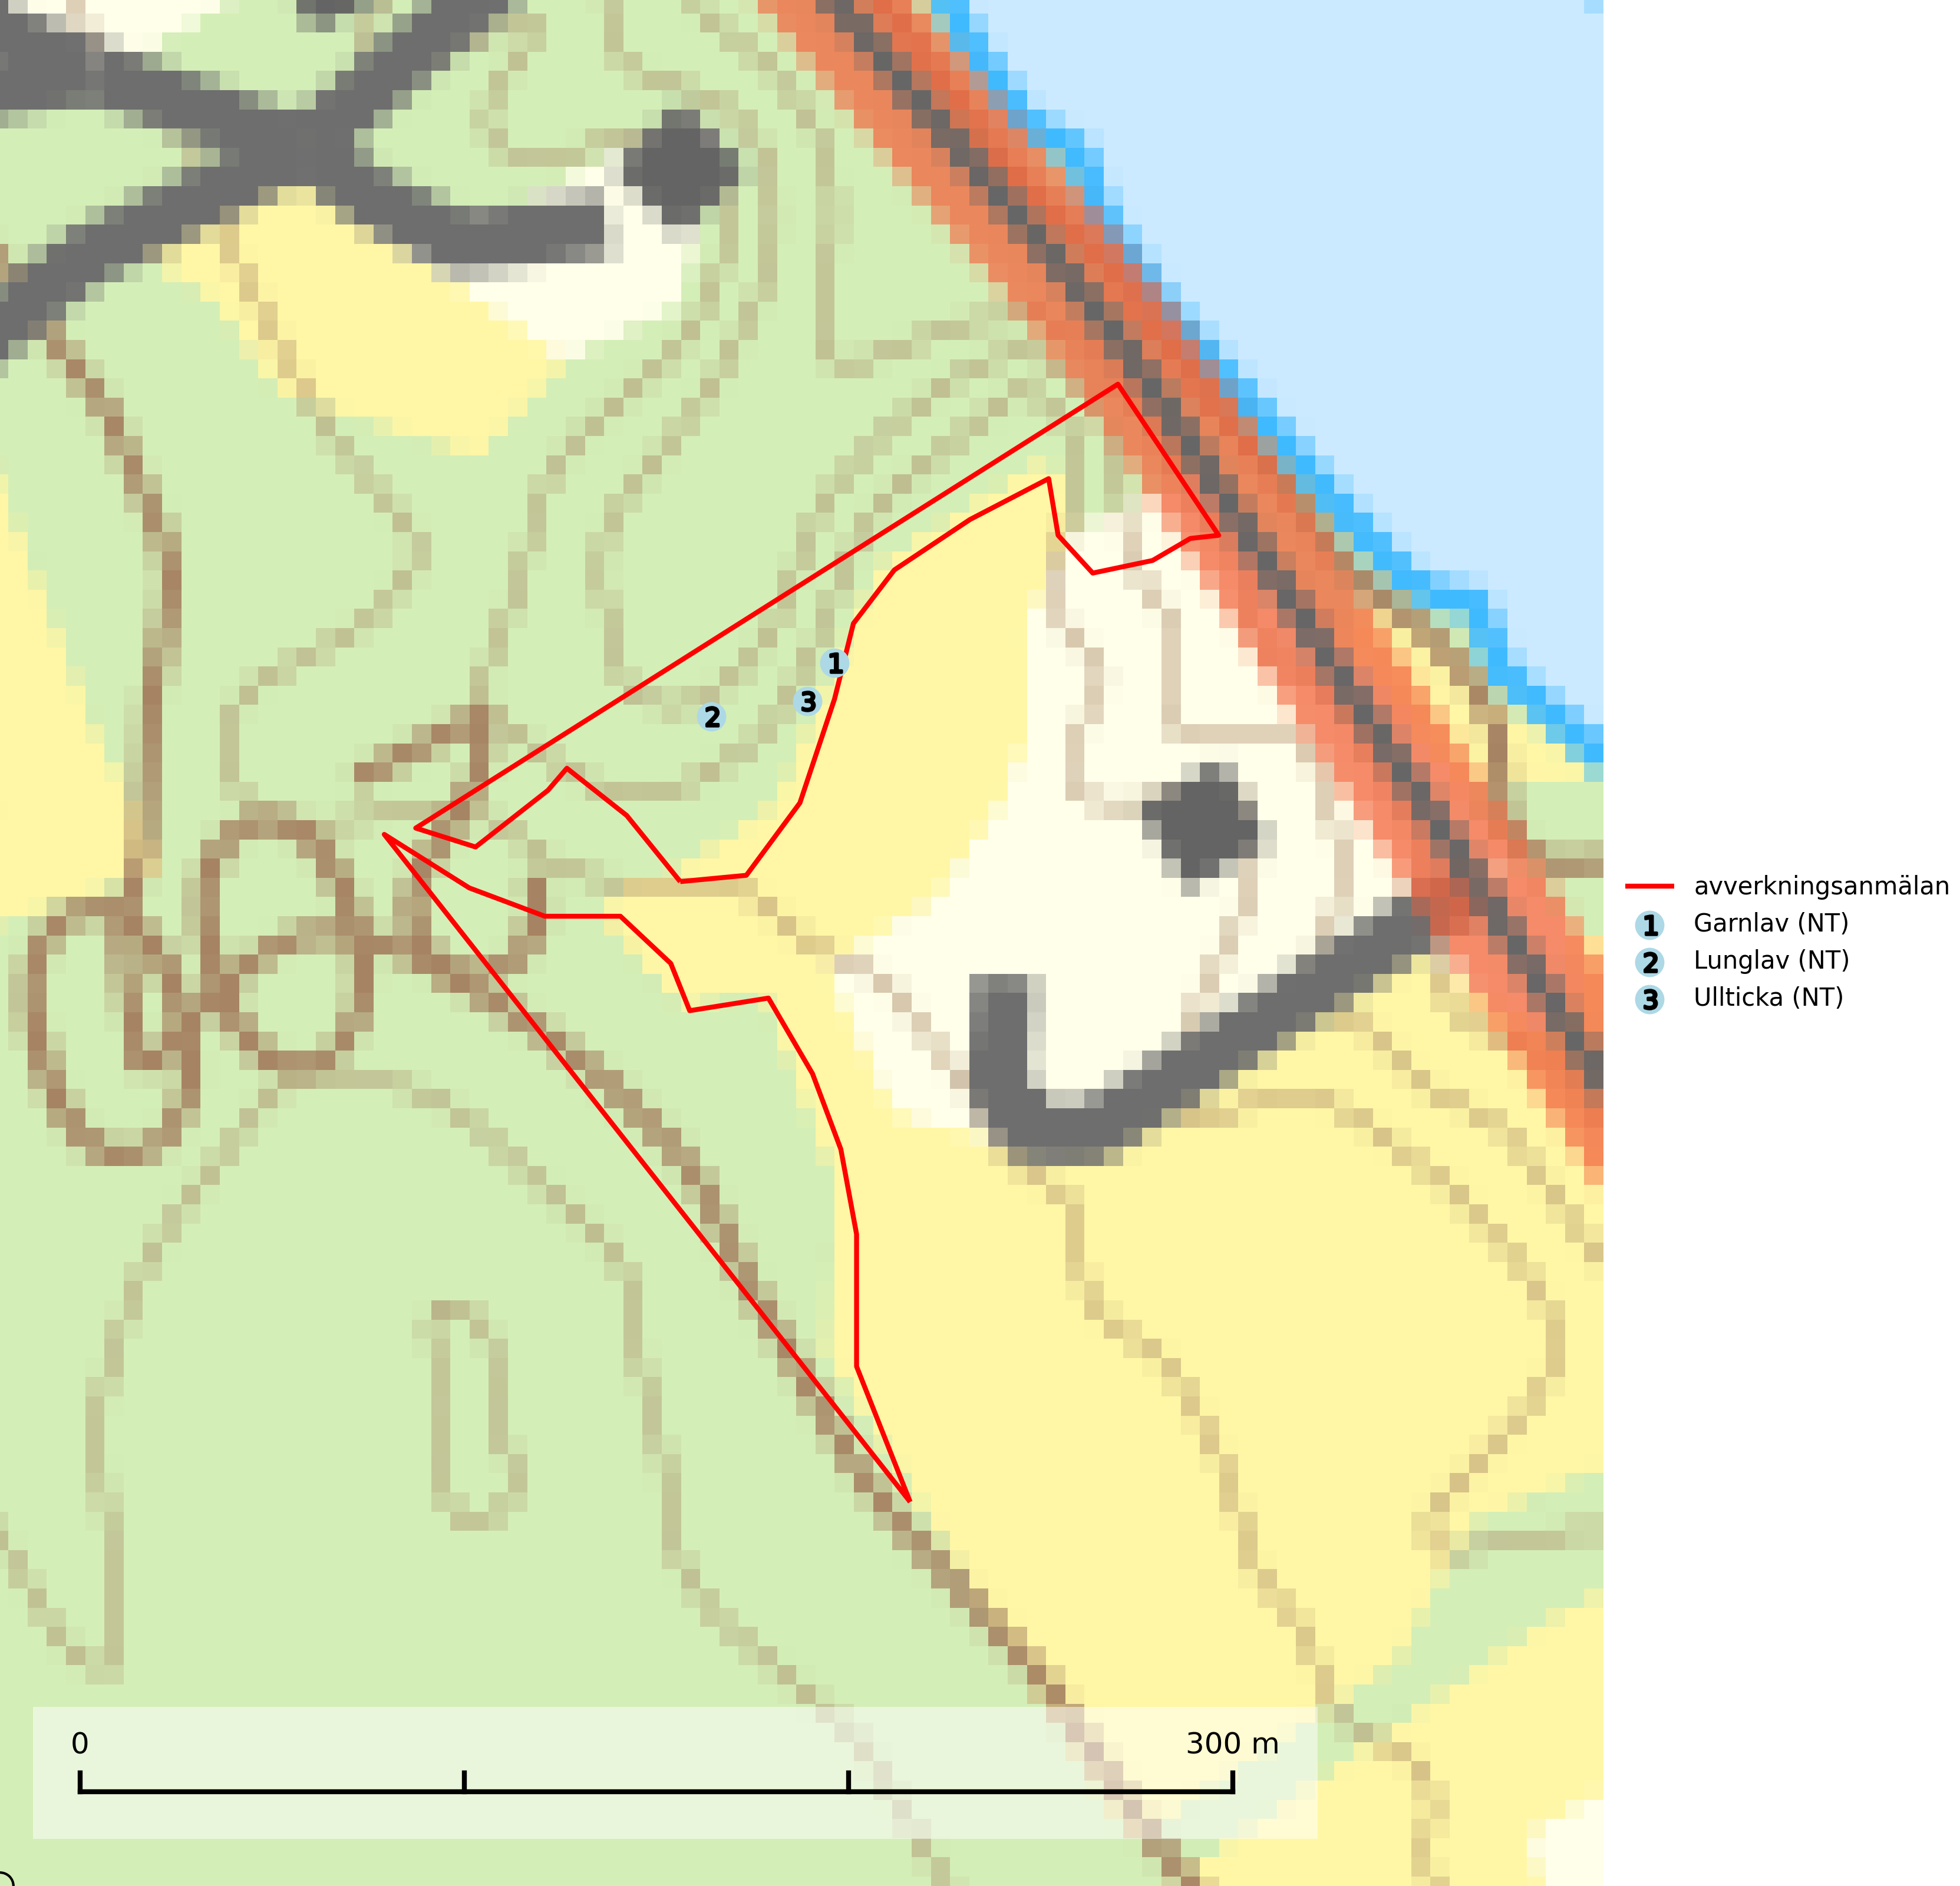 1
3
2
avverkningsanmälan
1 Garnlav (NT)
2 Lunglav (NT)
3 Ullticka (NT)
0 300 m